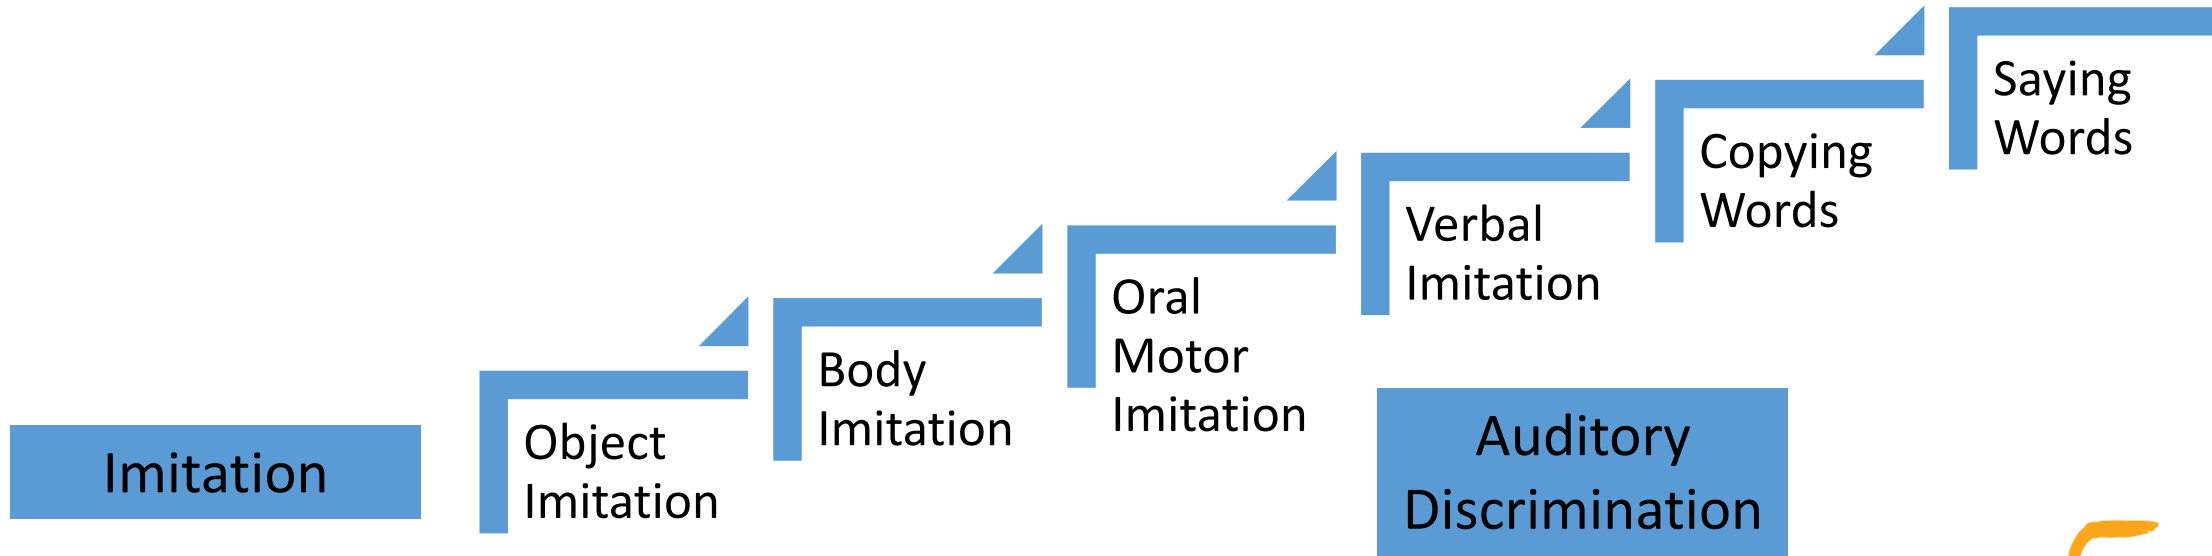 Imitation
Object
Imitation
Body
Imitation
Oral
Motor
Imitation
Verbal
Imitation
Copying
Words
Saying
Words
Auditory
Discrimination